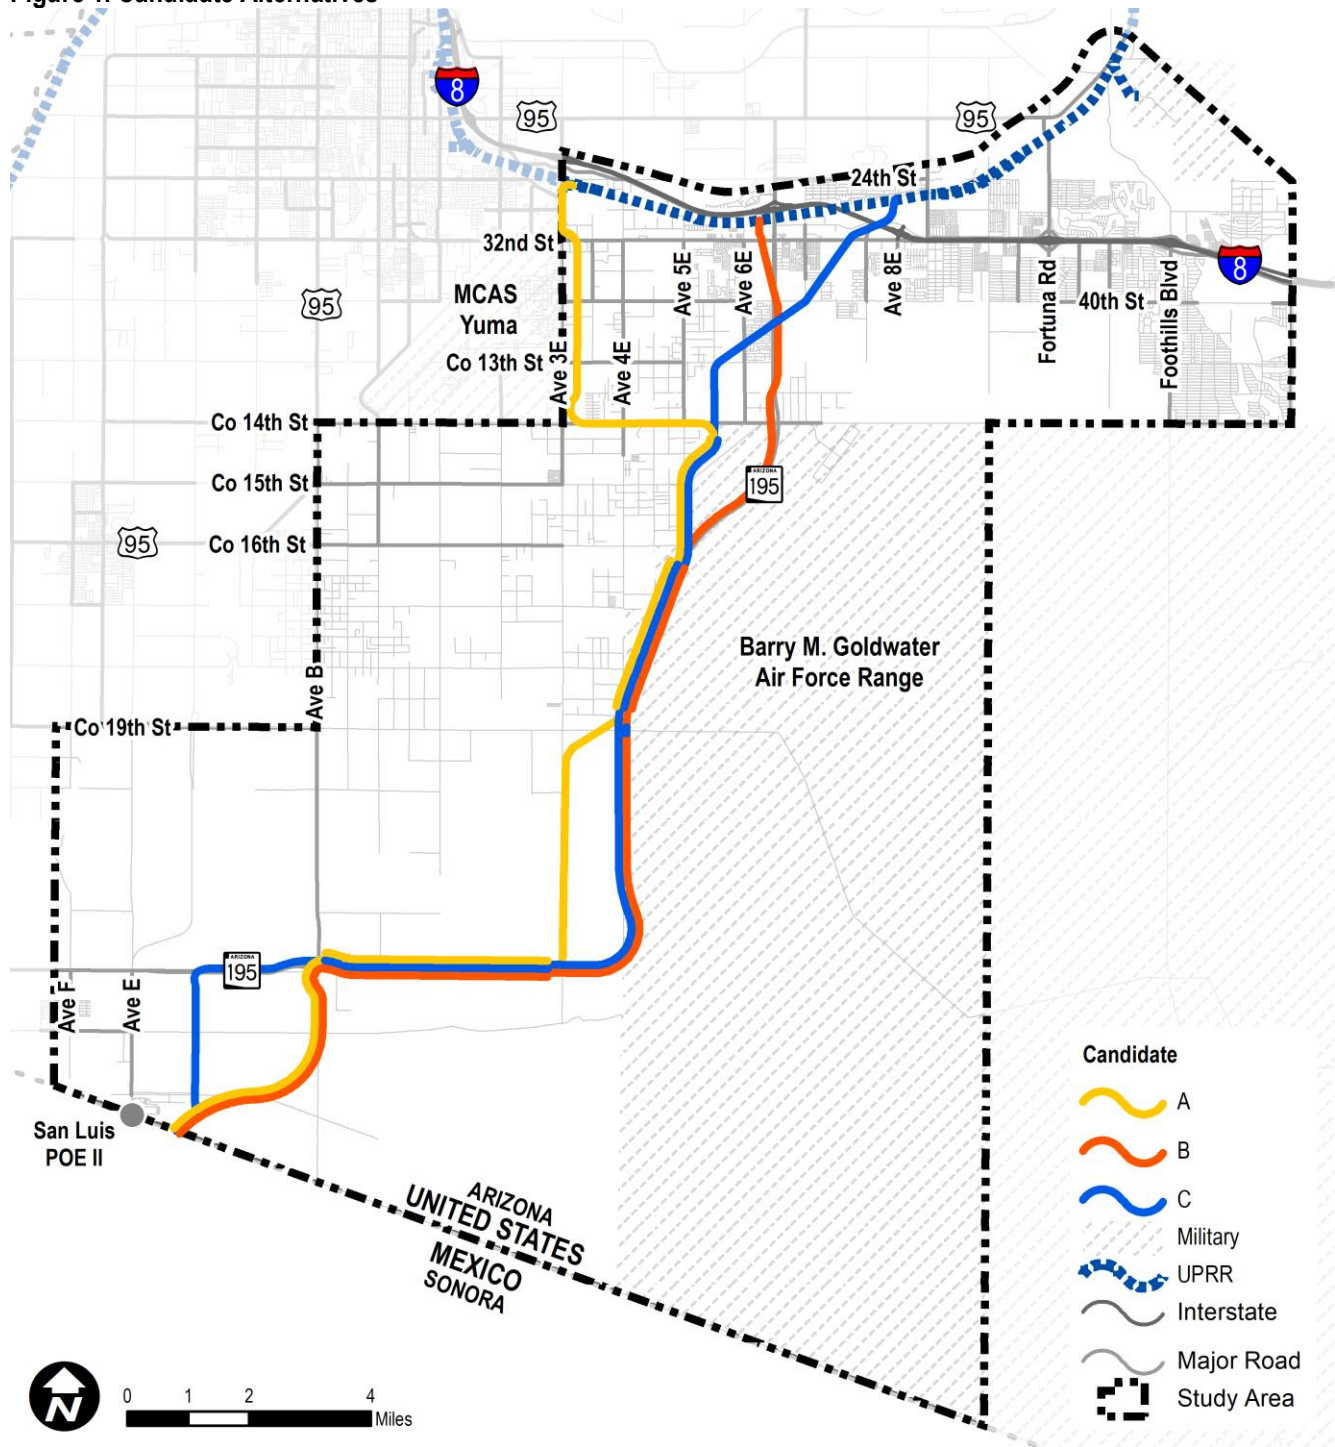 Figure 1. Candidate Alternatives
8
95
95
24th St
32nd St
8
MCAS
Yuma
95
Ave 5E
Ave 6E
Ave 8E
Fortuna Rd
40th St
Foothills Blvd
Co 13th St
Ave 3E
Ave 4E
Co 14th St
ARIZONA
195
Co 15th St
95
Co 16th St
Barry M. Goldwater
Air Force Range
Ave B
Co 19th St
ARIZONA
195
Ave F
Ave E
San Luis
POE II
ARIZONA
UNITED STATES
MEXICO
SONORA
Candidate
A
B
C
Military
UPRR
Interstate
Major Road
Study Area
N
0 1 2 4
Miles